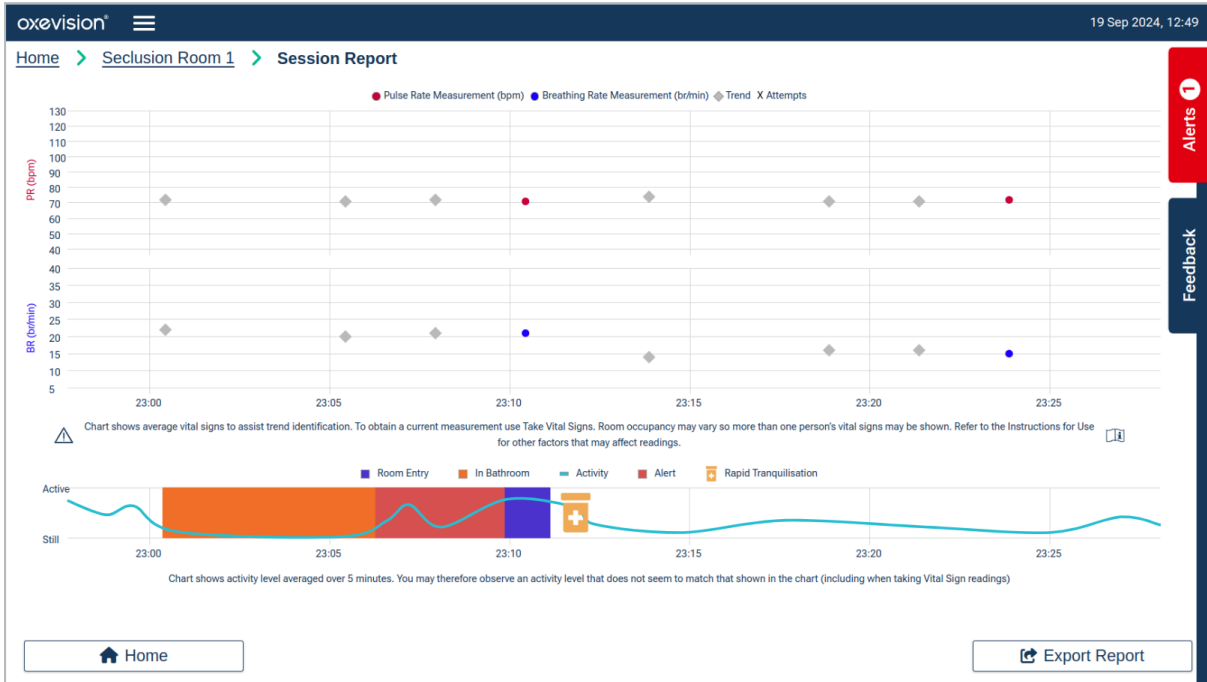 oxevision®
19 Sep 2024, 12:49
Home > Seclusion Room 1 > Session Report
Alerts 1
Feedback
Pulse Rate Measurement (bpm) Breathing Rate Measurement (br/min) Trend X Attempts
PR (bpm)
130
120
110
100
90
80
70
60
50
40
BR (br/min)
40
35
30
25
20
15
10
5
23:00 23:05 23:10 23:15 23:20 23:25
Chart shows average vital signs to assist trend identification. To obtain a current measurement use Take Vital Signs. Room occupancy may vary so more than one person's vital signs may be shown. Refer to the Instructions for Use
for other factors that may affect readings.
Room Entry In Bathroom Activity Alert Rapid Tranquilisation
Active
Still
23:00 23:05 23:10 23:15 23:20 23:25
Chart shows activity level averaged over 5 minutes. You may therefore observe an activity level that does not seem to match that shown in the chart (including when taking Vital Sign readings)
Home
Export Report